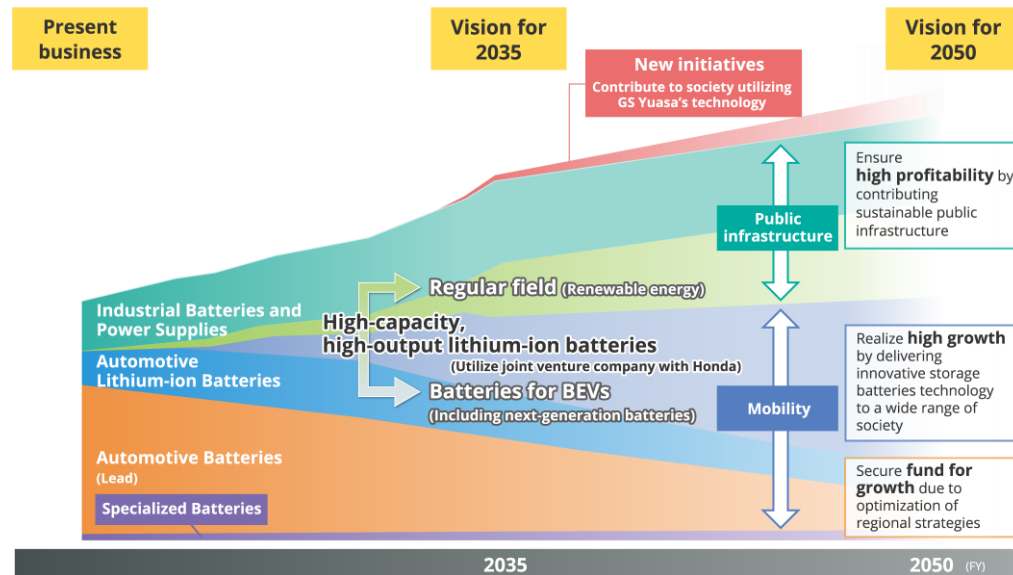 Present
business
Vision for
2035
Vision for
2050
New initiatives
Contribute to society utilizing
GS Yuasa's technology
Ensure
high profitability by
contributing
sustainable public
infrastructure
Public
infrastructure
Regular field (Renewable energy)
Industrial Batteries and
Power Supplies
High-capacity,
high-output lithium-ion batteries
(Utilize joint venture company with Honda)
Automotive
Lithium-ion Batteries
Batteries for BEVs
(Including next-generation batteries)
Mobility
Realize high growth
by delivering
innovative storage
batteries technology
to a wide range of
society
Automotive Batteries
(Lead)
Specialized Batteries
Secure fund for
growth due to
optimization of
regional strategies
2035
2050 (FY)